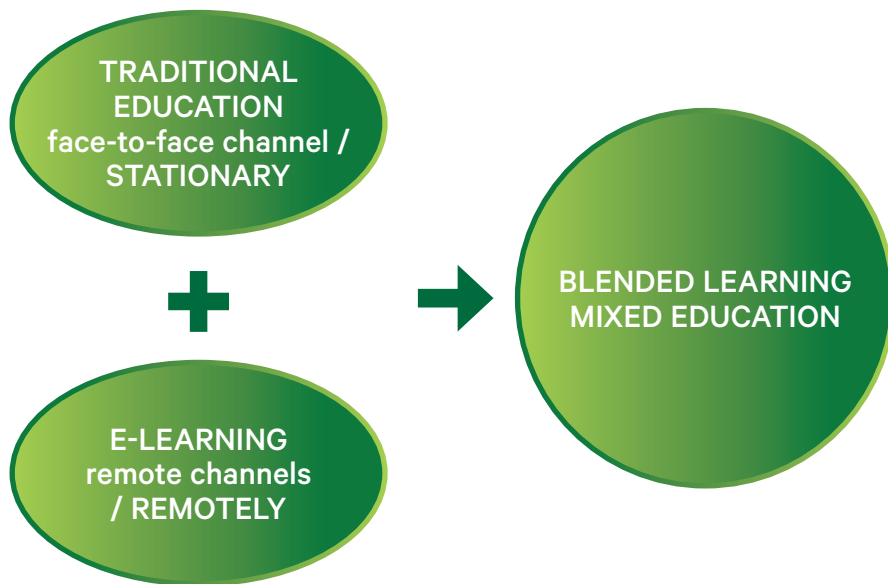 TRADITIONAL
EDUCATION
face-to-face channel /
STATIONARY
E-LEARNING
remote channels
/ REMOTELY
BLENDED LEARNING
MIXED EDUCATION